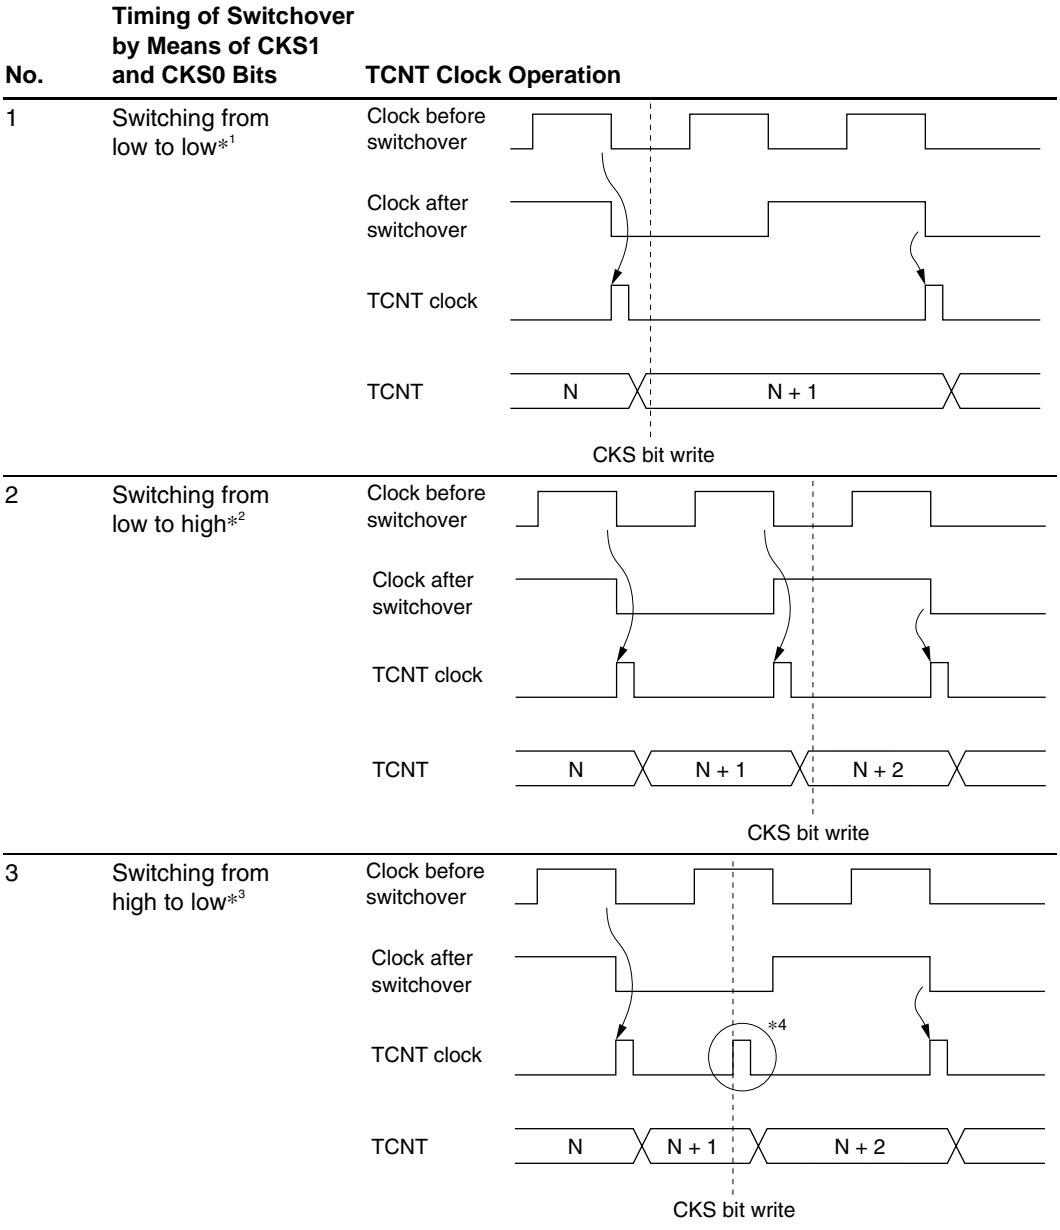 Timing of Switchover
by Means of CKS1
No. and CKS0 Bits TCNT Clock Operation
1 Switching from
low to low*1
Clock before
switchover
Clock after
switchover
TCNT clock
TCNT N N + 1
CKS bit write
2 Switching from
low to high*2
Clock before
switchover
Clock after
switchover
TCNT clock
TCNT N N + 1 N + 2
CKS bit write
3 Switching from
high to low*3
Clock before
switchover
Clock after
switchover
*4
TCNT clock
TCNT N N + 1 N + 2
CKS bit write